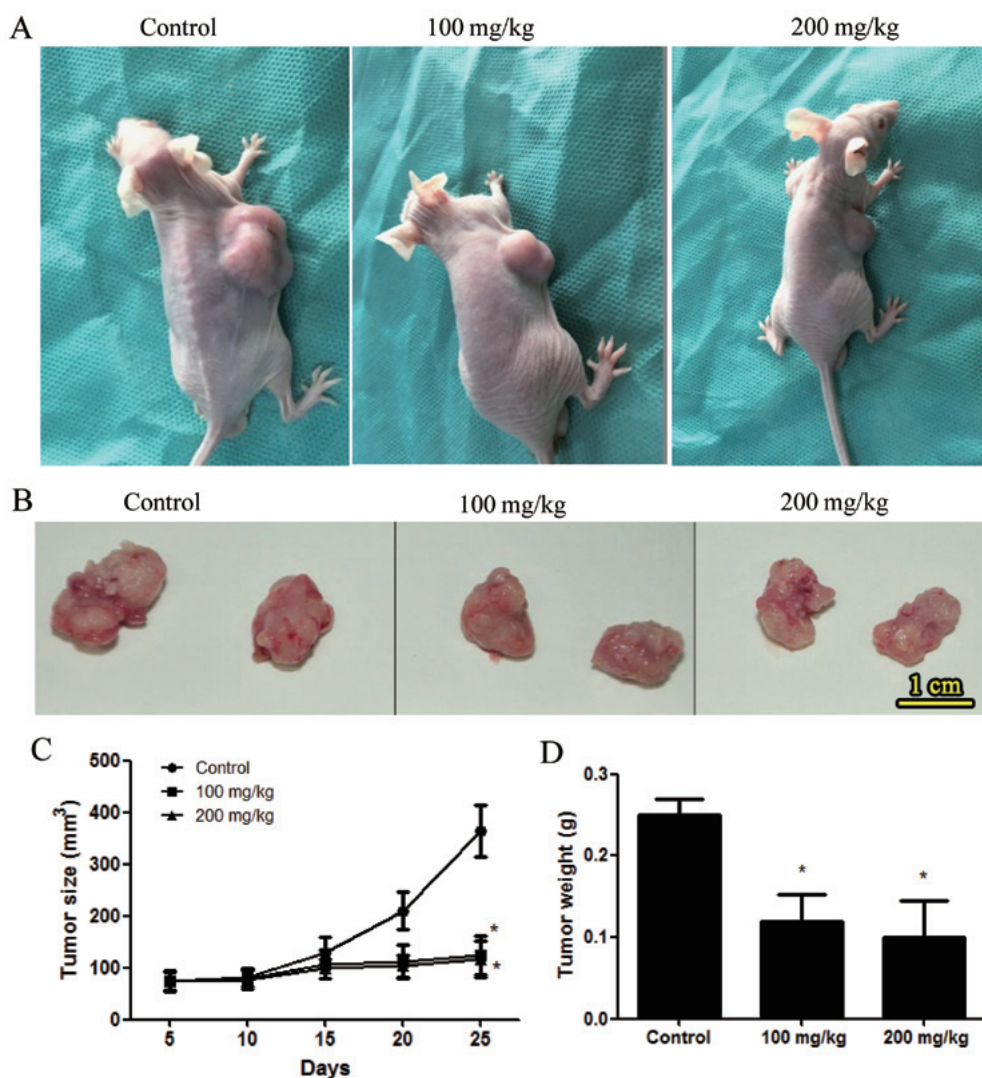 A
Control
100 mg/kg
200 mg/kg
B
Control
100 mg/kg
200 mg/kg
1 cm
C
500
400
300
200
100
0
Tumor size (mm³)
Control
100 mg/kg
200 mg/kg
*
*
5
10
15
20
25
Days
D
0.3
0.2
0.1
0.0
Tumor weight (g)
*
*
Control
100 mg/kg
200 mg/kg